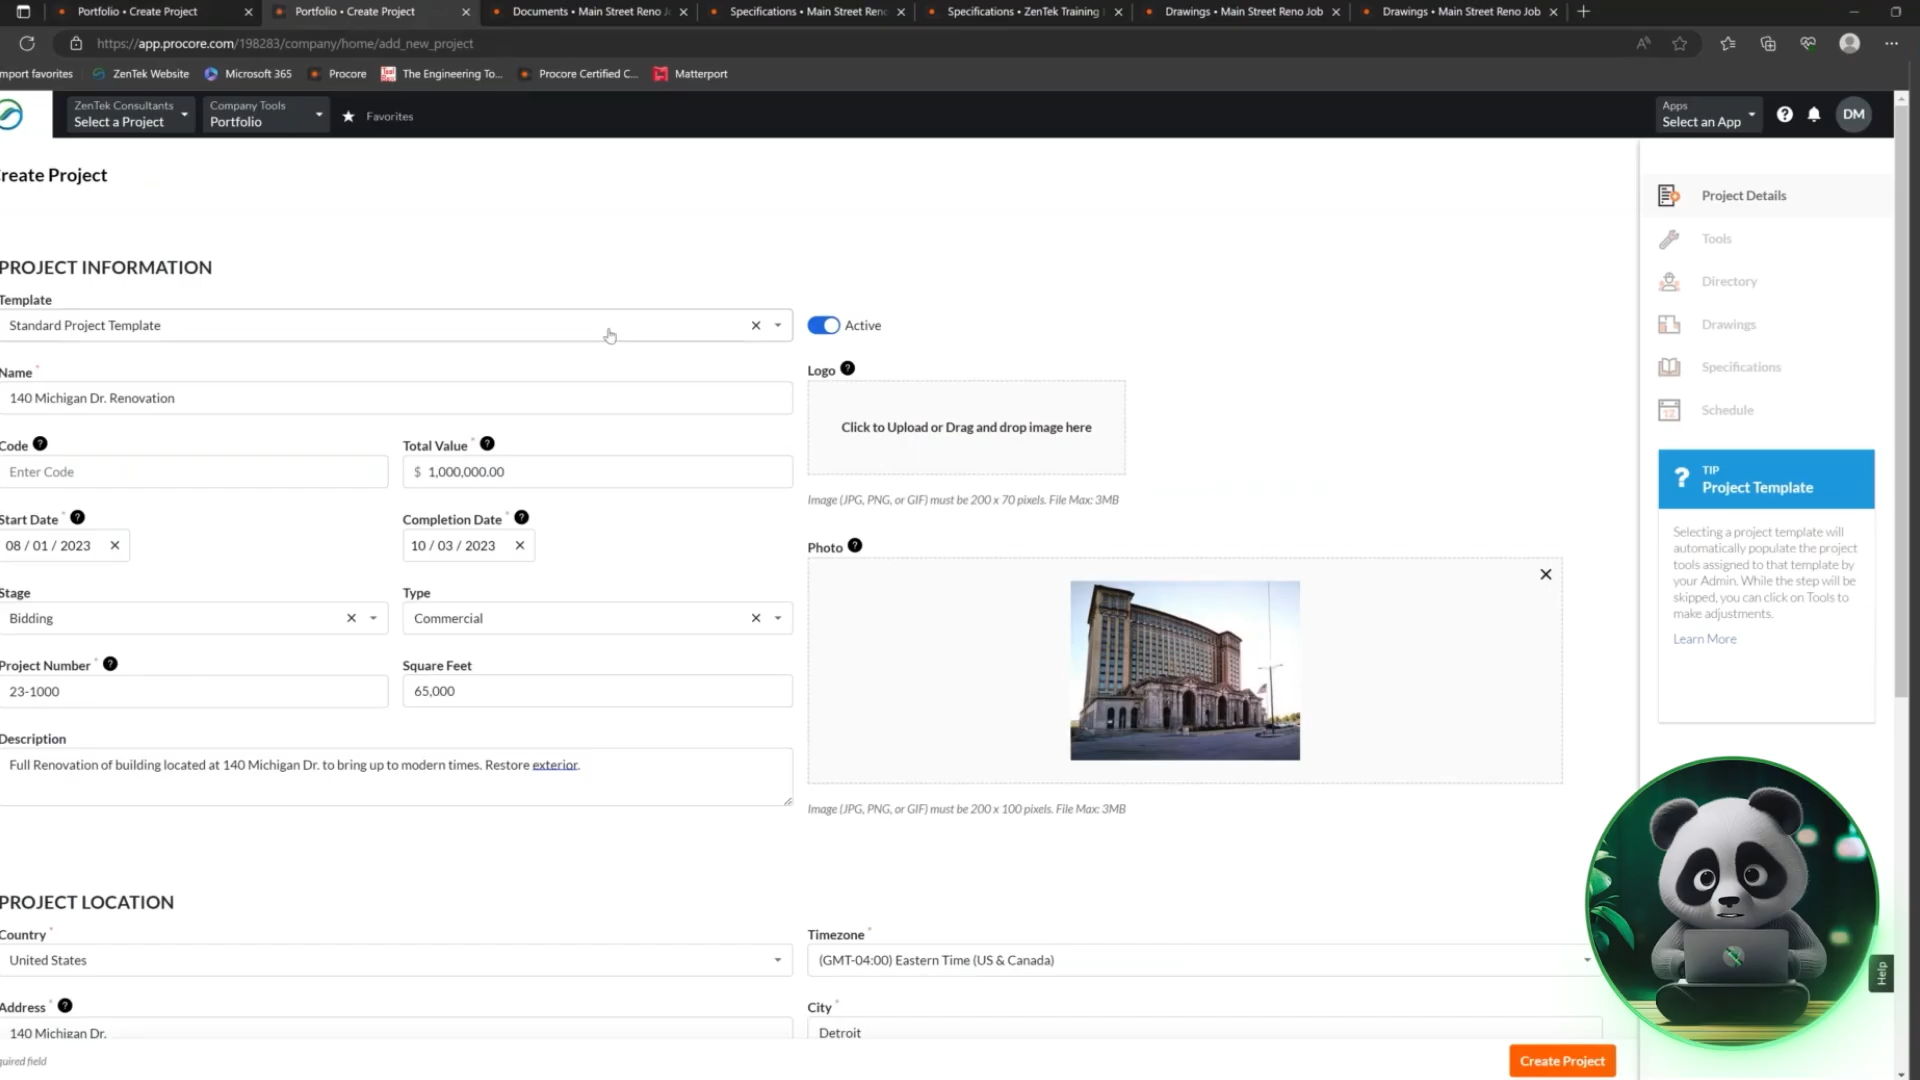 Portfolio • Create Project
Portfolio • Create Project
Documents • Main Street Reno J
Specifications • Main Street Reno
Specifications • ZenTek Training
Drawings • Main Street Reno Job
Drawings • Main Street Reno Job
https://app.procore.com/198283/company/home/add_new_project
mport favorites
ZenTek Website
Microsoft 365
Procore
The Engineering To...
Procore Certified C...
Matterport
ZenTek Consultants
Select a Project
Company Tools
Portfolio
Favorites
Apps
Select an App
DM
reate Project
PROJECT INFORMATION
Template
Standard Project Template
Active
Name *
140 Michigan Dr. Renovation
Logo
Click to Upload or Drag and drop image here
Image (JPG, PNG, or GIF) must be 200 x 70 pixels. File Max: 3MB
Code
Enter Code
Total Value *
$ 1,000,000.00
Start Date *
08 / 01 / 2023
Completion Date *
10 / 03 / 2023
Photo
Image (JPG, PNG, or GIF) must be 200 x 100 pixels. File Max: 3MB
Stage
Bidding
Type
Commercial
Project Number *
23-1000
Square Feet
65,000
Description
Full Renovation of building located at 140 Michigan Dr. to bring up to modern times. Restore exterior.
PROJECT LOCATION
Country *
United States
Timezone *
(GMT-04:00) Eastern Time (US & Canada)
Address *
140 Michigan Dr.
City *
Detroit
quired field
Create Project
Project Details
Tools
Directory
Drawings
Specifications
12
Schedule
TIP
Project Template
Selecting a project template will
automatically populate the project
tools assigned to that template by
your Admin. While the step will be
skipped, you can click on Tools to
make adjustments.
Learn More
Help